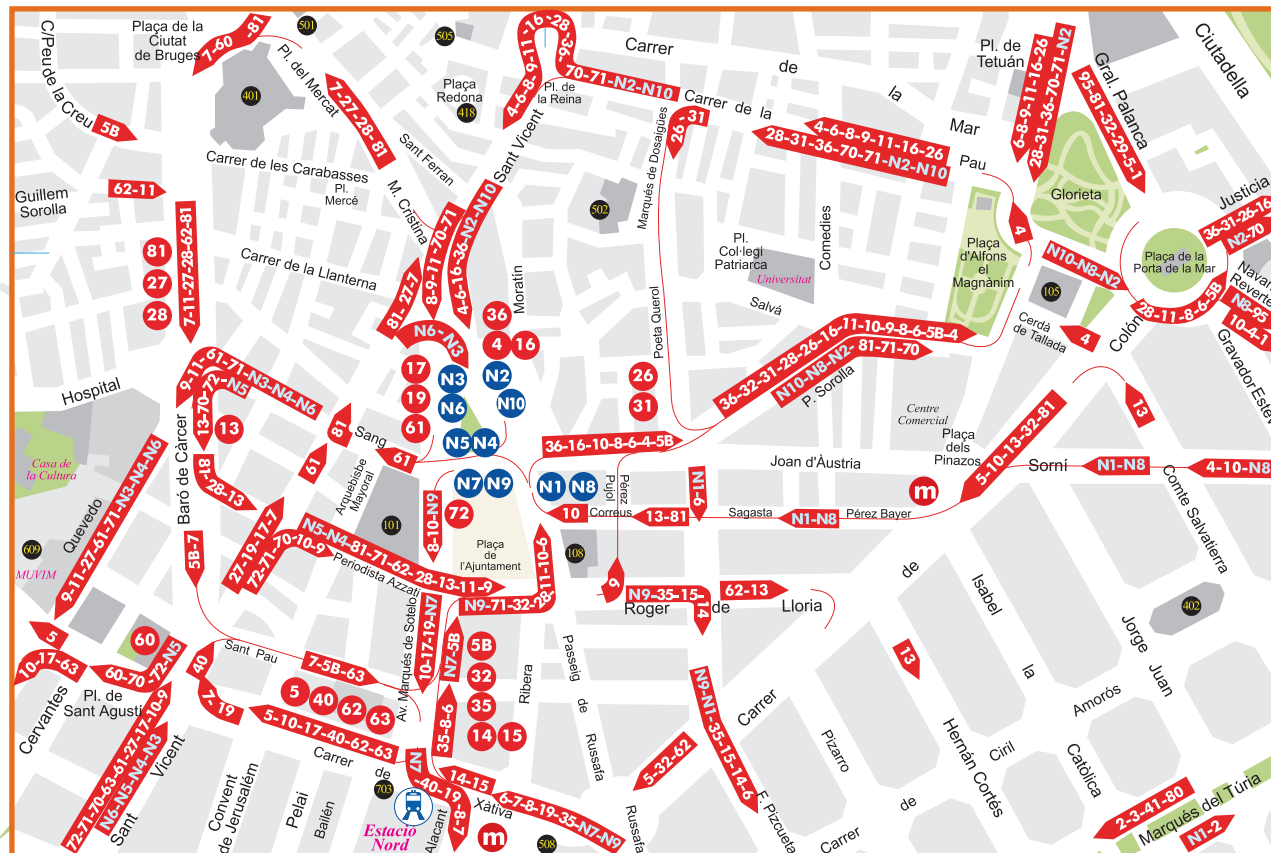 C/Peu de la Creu
Plaça de la
Ciutat
de Bruges
7-60
-81
501
Pl. del Mercat
401
505
Plaça
Redona
418
4-6-8-9-11
-16
-28
-36-
70-71-N2-N10
Pl. de
la Reina
Carrer
de
la
Mar
Carrer de la
Pau
Pl. de
Tetuán
6-8-9-11-16-26
28-31-36-70-71-N2
Gral. Palanca
95-81-32-29-5-1
Ciutadella
5B
7-27-28-81
Sant Ferran
Sant Vicent
26
-31
4-6-8-9-11-16-26
28-31-36-70-71-N2-N10
Marqués de Dosaigües
Carrer de les Carabasses
Pl.
Mercé
M. Cristina
62-11
Guillem
Sorolla
7-11-27-28-62-81
81
27
28
Carrer de la Llanterna
8-9-11-70-71
4-6-16-36-N2-N10
81-27-7
N6-N3
Moratín
502
Pl.
Col·legi
Patriarca
Universitat
Salvá
Comedies
Poeta Querol
Glorieta
Plaça
d'Alfons
el
Magnànim
4
N10-N8-N2
105
Cerdá
de Tallada
4
Plaça de la
Porta de la Mar
Justicia
36-31-26-16
N2-70
Navarro
Reverter
N8-95
10-4-1
28-11-8-6-5B
Colón
Gravador Esteve
36
4
16
17
19
61
N3
N6
N2
N10
N5
N4
26
31
36-32-31-28-26-16-11-10-9-8-6-5B-4
N10-N8-N2-81-71-70
P. Sorolla
Centre
Comercial
Plaça
dels
Pinazos
5-10-13-32-81
13
Hospital
9-11-61-71-N3-N4-N6
13-70-72-N5
13
Casa de
la Cultura
Baró de Càrcer
Sang
81
61
61
Arquebisbe
Mayoral
36-16-10-8-6-4-5B
Joan d'Àustria
Sorní
N1-N8
4-10-N8
m
N7
N9
N1
N8
Pérez
Pujol
N1-6
18
-28-13
72
8-10-N9
101
10
Correus
13-81
Sagasta
N1-N8
Pérez Bayer
Comte Salvatierra
Quevedo
9-11-27-61-71-N3-N4-N6
609
MUVIM
27-19-17-7
72-71-70-10-9
N5-N4-81-71-62-28-13-11-9
Periodista Azzati
Plaça
de
l'Ajuntament
N9-71-32-28-11-10-6
108
6
N9-35-15-14
62-13
Roger
de
Lloria
de
Isabel
la
Catòlica
402
Jorge
Juan
5B-7
5
60
10-17-63
60-70
-72-N5
40
Sant Pau
7-5B-63
10-17-19-N7
Av. Marqués de Sotelo
N7-5B
35-8-6
5B
32
35
14
15
Ribera
Passeig
de
Russafa
13
Cervantes
Pl. de
Sant Agustí
7-19
5
40
62
63
5-10-17-40-62-63
Carrer
de
Xàtiva
N9-N1-35-15-14-6
Carrer
Pizarro
de
Hernán Cortés
Ciril
Amorós
72-71-70-63-61-27-17-10-9
N6-N5-N4-N3
Sant
Vicent
Convent
de Jerusalém
Pelai
Bailén
703
Estacio
Nord
N7
-40-19-8-7
Alacant
14-15
6-7-8-19-35-N7-N9
m
508
5-32-62
Russafa
F. Pizcueta
Carrer
2-3-41-80
Marqués del Túria
N1-2